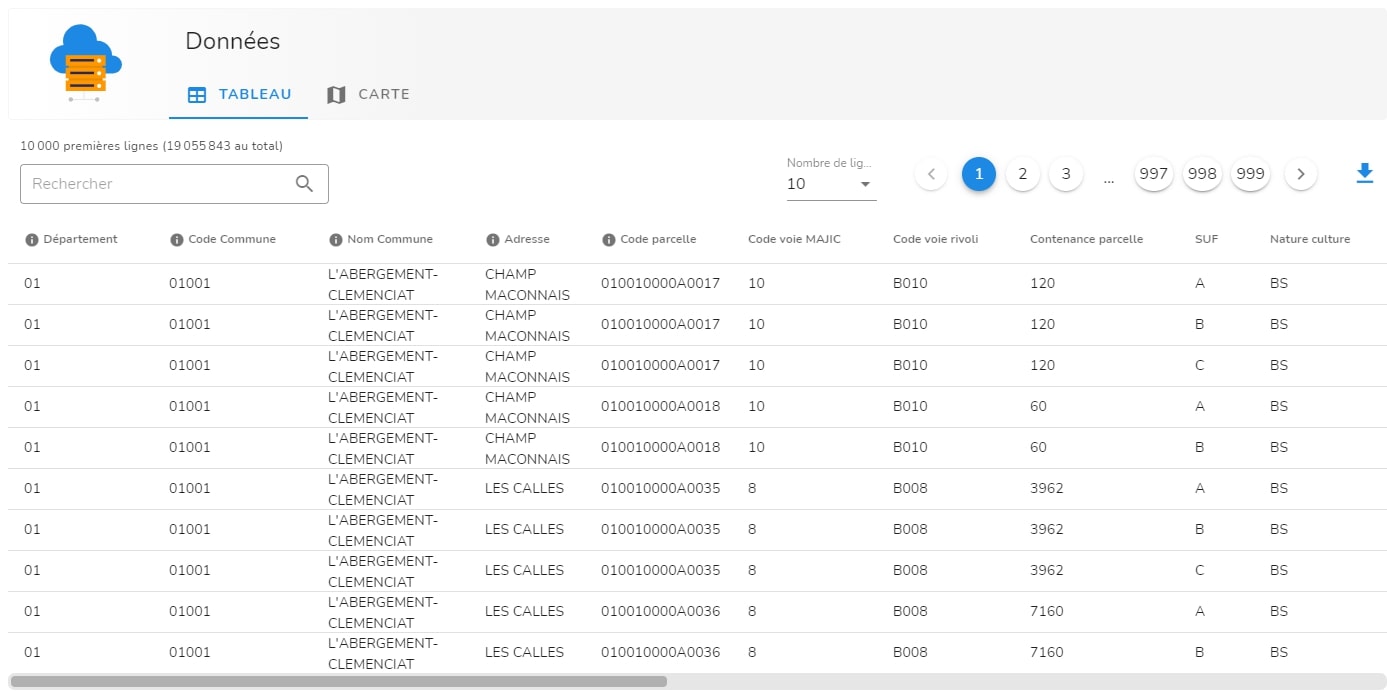 Données
TABLEAU CARTE
10 000 premières lignes (19 055 843 au total)
Rechercher
Nombre de lig...
10
1 2 3 ... 997 998 999
Département Code Commune Nom Commune Adresse Code parcelle Code voie MAJIC Code voie rivoli Contenance parcelle SUF Nature culture
01 01001 L'ABERGEMENT-CLEMENCIAT CHAMP MACONNAIS 010010000A0017 10 B010 120 A BS
01 01001 L'ABERGEMENT-CLEMENCIAT CHAMP MACONNAIS 010010000A0017 10 B010 120 B BS
01 01001 L'ABERGEMENT-CLEMENCIAT CHAMP MACONNAIS 010010000A0017 10 B010 120 C BS
01 01001 L'ABERGEMENT-CLEMENCIAT CHAMP MACONNAIS 010010000A0018 10 B010 60 A BS
01 01001 L'ABERGEMENT-CLEMENCIAT CHAMP MACONNAIS 010010000A0018 10 B010 60 B BS
01 01001 L'ABERGEMENT-CLEMENCIAT LES CALLES 010010000A0035 8 B008 3962 A BS
01 01001 L'ABERGEMENT-CLEMENCIAT LES CALLES 010010000A0035 8 B008 3962 B BS
01 01001 L'ABERGEMENT-CLEMENCIAT LES CALLES 010010000A0035 8 B008 3962 C BS
01 01001 L'ABERGEMENT-CLEMENCIAT LES CALLES 010010000A0036 8 B008 7160 A BS
01 01001 L'ABERGEMENT-CLEMENCIAT LES CALLES 010010000A0036 8 B008 7160 B BS